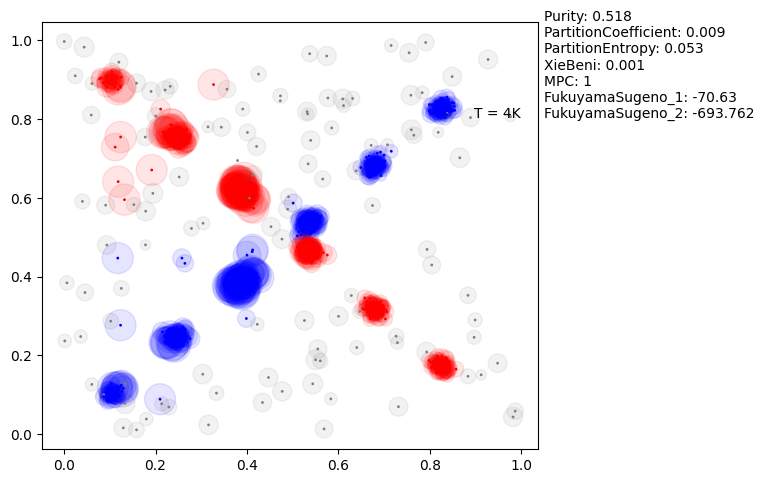 Purity: 0.518
PartitionCoefficient: 0.009
PartitionEntropy: 0.053
XieBeni: 0.001
MPC: 1
FukuyamaSugeno_1: -70.63
FukuyamaSugeno_2: -693.762
T = 4K
1.0
0.8
0.6
0.4
0.2
0.0
0.0 0.2 0.4 0.6 0.8 1.0